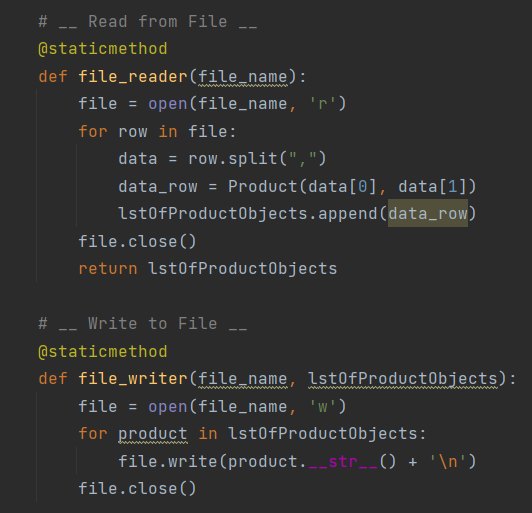 # __ Read from File __
@staticmethod
def file_reader(file_name):
    file = open(file_name, 'r')
    for row in file:
        data = row.split(",")
        data_row = Product(data[0], data[1])
        lstOfProductObjects.append(data_row)
    file.close()
    return lstOfProductObjects

# __ Write to File __
@staticmethod
def file_writer(file_name, lstOfProductObjects):
    file = open(file_name, 'w')
    for product in lstOfProductObjects:
        file.write(product.__str__() + '\n')
    file.close()